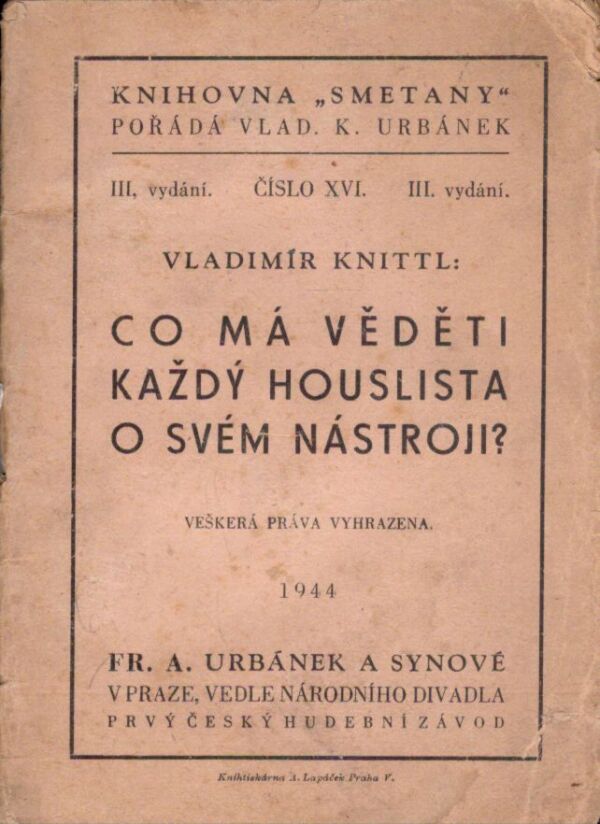 KNIHOVNA „SMETANY“
POŘÁDÁ VLAD. K. URBÁNEK
III. vydání. ČÍSLO XVI. III. vydání.
VLADIMÍR KNITTL:
CO MÁ VĚDĚTI
KAŽDÝ HOUSLISTA
O SVÉM NÁSTROJI?
VEŠKERÁ PRÁVA VYHRAZENA.
1944
FR. A. URBÁNEK A SYNOVÉ
V PRAZE, VEDLE NÁRODNÍHO DIVADLA
PRVÝ ČESKÝ HUDEBNÍ ZÁVOD
Knihtiskárna A. Lapáček Praha V.